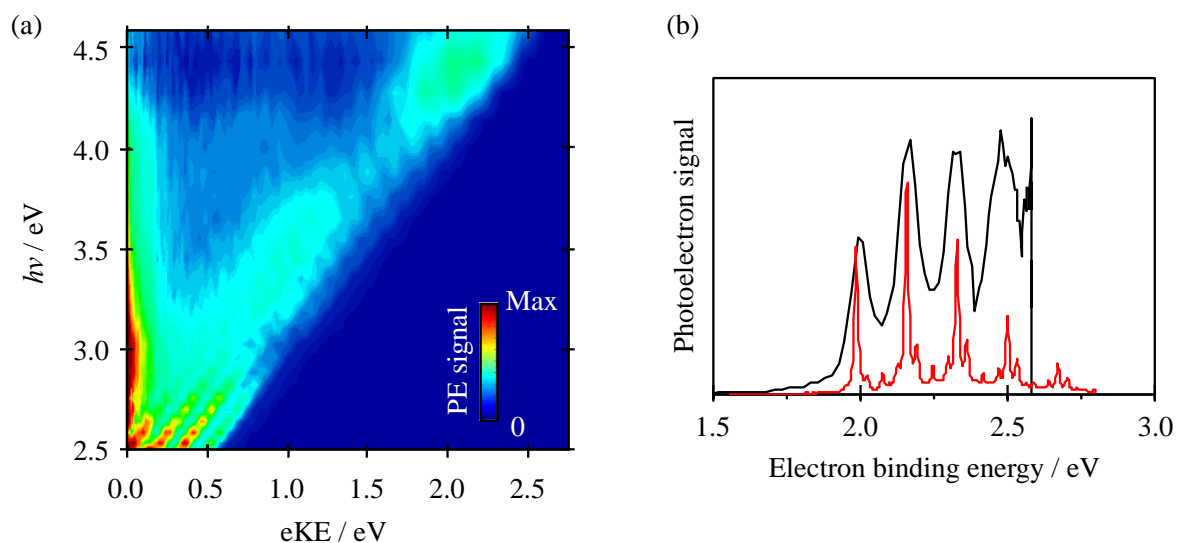 (a)
4.5
4.0
3.5
3.0
2.5
hν / eV
0.0 0.5 1.0 1.5 2.0 2.5
eKE / eV
PE signal
Max
0
(b)
Photoelectron signal
1.5 2.0 2.5 3.0
Electron binding energy / eV